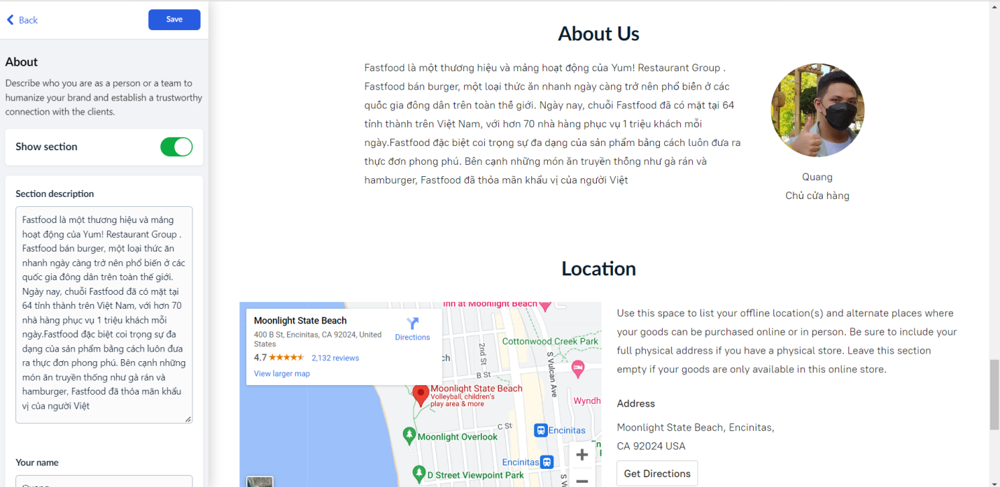 Back
Save
About
Describe who you are as a person or a team to
humanize your brand and establish a trustworthy
connection with the clients.
Show section
Section description
Fastfood là một thương hiệu và mảng
hoạt động của Yum! Restaurant Group .
Fastfood bán burger, một loại thức ăn
nhanh ngày càng trở nên phổ biến ở các
quốc gia đông dân trên toàn thế giới.
Ngày nay, chuỗi Fastfood đã có mặt tại
64 tỉnh thành trên Việt Nam, với hơn 70
nhà hàng phục vụ 1 triệu khách mỗi
ngày.Fastfood đặc biệt coi trọng sự đa
dạng của sản phẩm bằng cách luôn đưa
ra thực đơn phong phú. Bên cạnh những
món ăn truyền thống như gà rán và
hamburger, Fastfood đã thỏa mãn khẩu
vị của người Việt
Your name
Quang
About Us
Fastfood là một thương hiệu và mảng hoạt động của Yum! Restaurant Group .
Fastfood bán burger, một loại thức ăn nhanh ngày càng trở nên phổ biến ở các
quốc gia đông dân trên toàn thế giới. Ngày nay, chuỗi Fastfood đã có mặt tại 64
tỉnh thành trên Việt Nam, với hơn 70 nhà hàng phục vụ 1 triệu khách mỗi
ngày.Fastfood đặc biệt coi trọng sự đa dạng của sản phẩm bằng cách luôn đưa ra
thực đơn phong phú. Bên cạnh những món ăn truyền thống như gà rán và
hamburger, Fastfood đã thỏa mãn khẩu vị của người Việt
Quang
Chủ cửa hàng
Location
Moonlight State Beach
400 B St, Encinitas, CA 92024, United
States
4.7 2,132 reviews
View larger map
Directions
Inn at Moonlight Beach
Cottonwood Creek Park
2nd St
S Vulcan Ave
B St
Moonlight State Beach
Volleyball, children's
play area & more
C St
Encinitas
Moonlight Overlook
Encinitas
D Street Viewpoint Park
Use this space to list your offline location(s) and alternate places where
your goods can be purchased online or in person. Be sure to include your
full physical address if you have a physical store. Leave this section
empty if your goods are only available in this online store.
Address
Moonlight State Beach, Encinitas,
CA 92024 USA
Get Directions